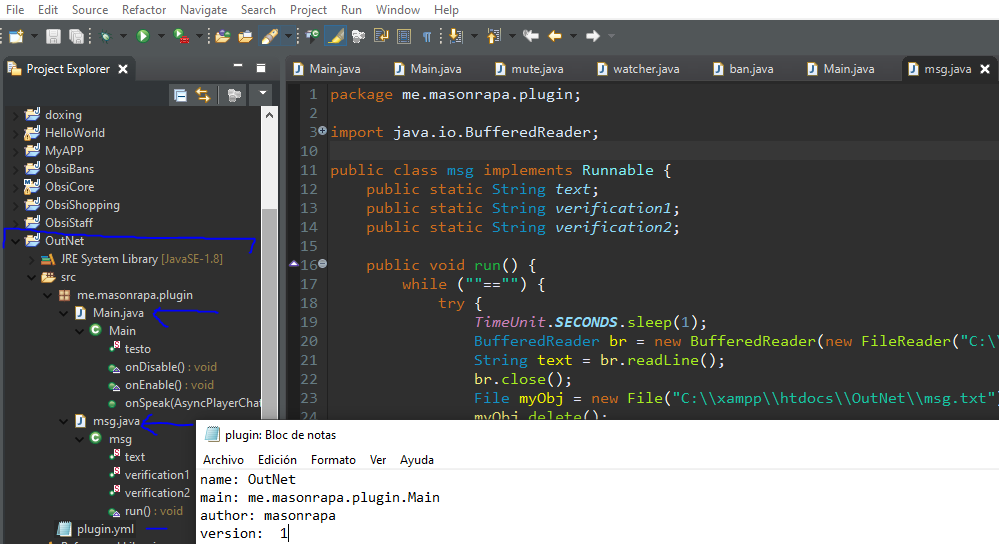 File Edit Source Refactor Navigate Search Project Run Window Help
Project Explorer
Main.java Main.java mute.java watcher.java ban.java Main.java msg.java
doxing
HelloWorld
MyAPP
ObsiBans
ObsiCore
ObsiShopping
ObsiStaff
OutNet
JRE System Library [JavaSE-1.8]
src
me.masonrapa.plugin
Main.java
Main
testo
onDisable() : void
onEnable() : void
onSpeak(AsyncPlayerChat
msg.java
msg
text
verification1
verification2
run() : void
plugin.yml
1 package me.masonrapa.plugin;
2
3 import java.io.BufferedReader;
10
11 public class msg implements Runnable {
12 public static String text;
13 public static String verification1;
14 public static String verification2;
15
16 public void run() {
17 while (""=="") {
18 try {
19 TimeUnit.SECONDS.sleep(1);
20 BufferedReader br = new BufferedReader(new FileReader("C:\
21 String text = br.readLine();
22 br.close();
23 File myObj = new File("C:\\xampp\\htdocs\\OutNet\\msg.txt")
24 myObj.delete();
plugin: Bloc de notas
Archivo Edición Formato Ver Ayuda
name: OutNet
main: me.masonrapa.plugin.Main
author: masonrapa
version:  1